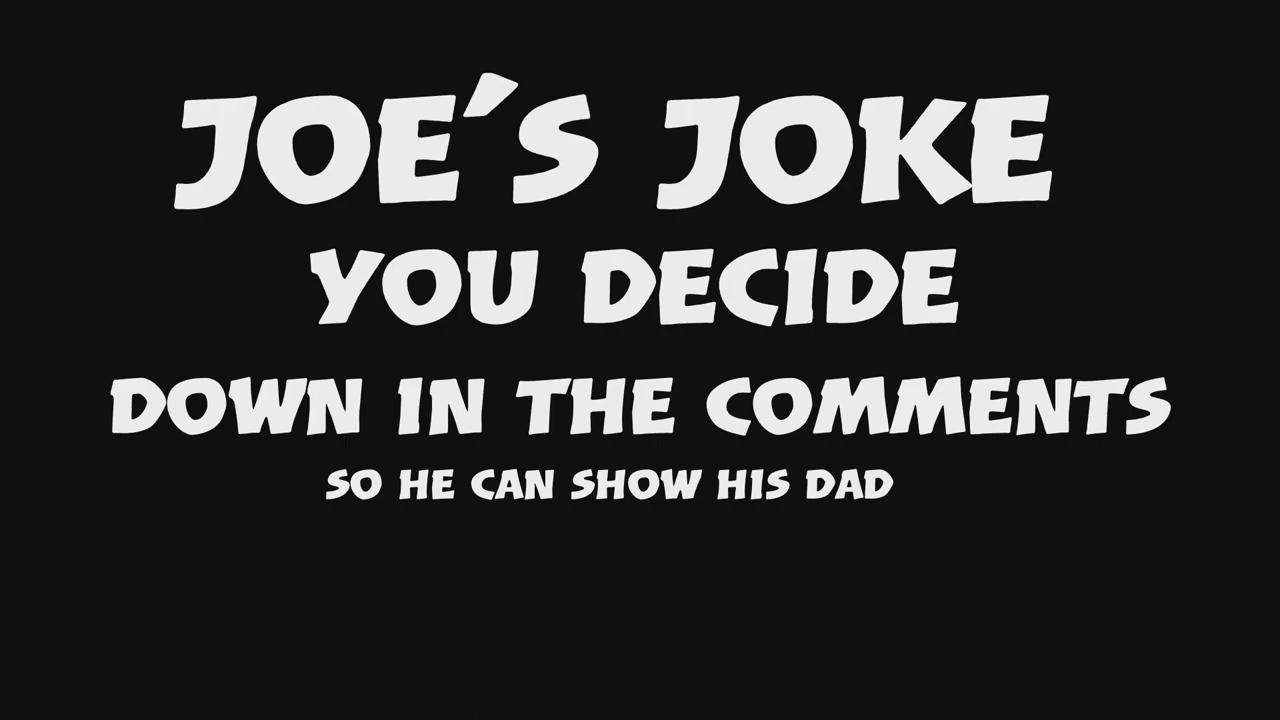 JOE'S JOKE
YOU DECIDE
DOWN IN THE COMMENTS
SO HE CAN SHOW HIS DAD